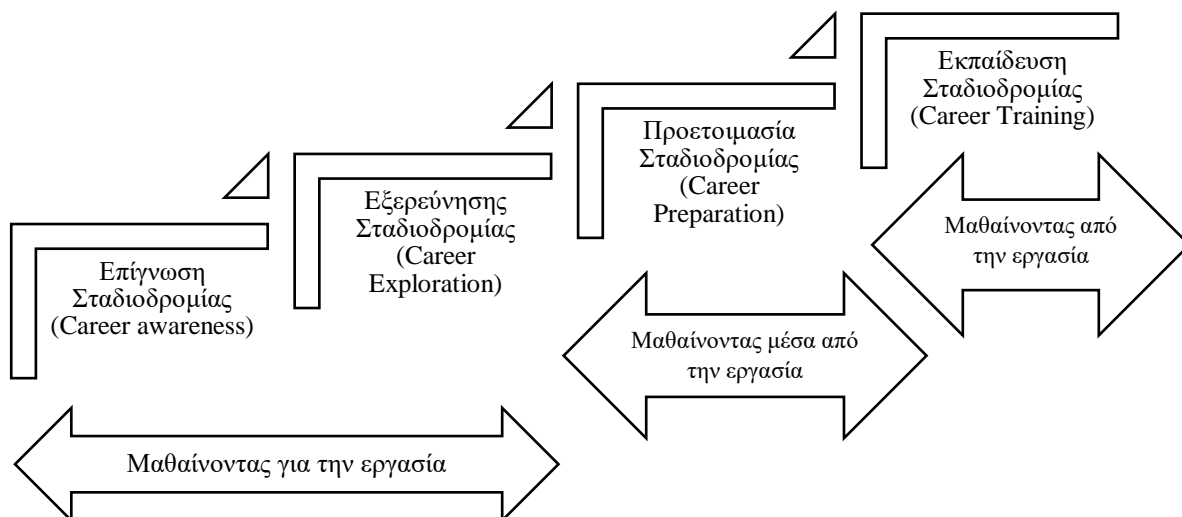 Επίγνωση
Σταδιοδρομίας
(Career awareness)
Εξερεύνησης
Σταδιοδρομίας
(Career
Exploration)
Προετοιμασία
Σταδιοδρομίας
(Career
Preparation)
Εκπαίδευση
Σταδιοδρομίας
(Career Training)
Μαθαίνοντας για την εργασία
Μαθαίνοντας μέσα από
την εργασία
Μαθαίνοντας από
την εργασία